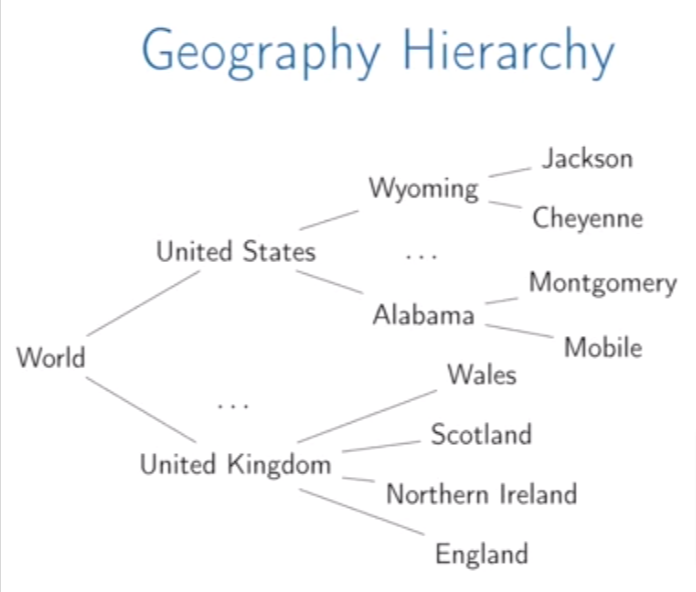 Geography Hierarchy
Jackson
Wyoming
Cheyenne
United States
...
Montgomery
Alabama
Mobile
World
Wales
...
Scotland
United Kingdom
Northern Ireland
England